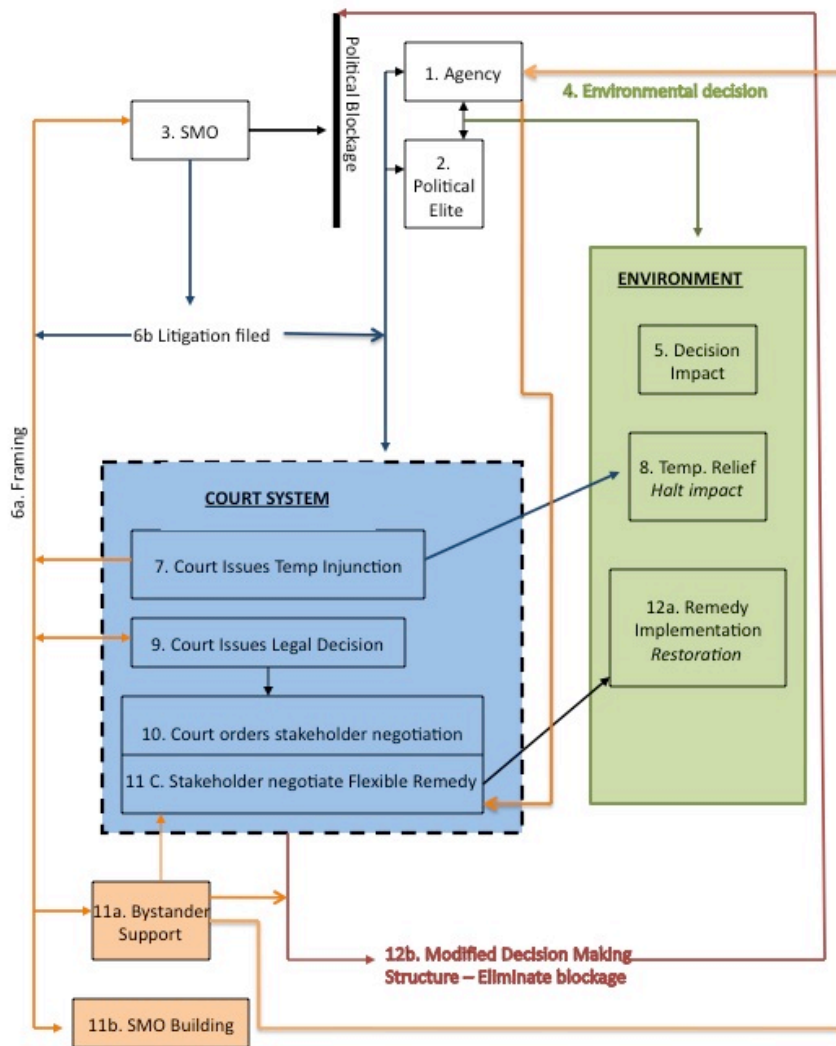 Political Blockage
1. Agency
4. Environmental decision
3. SMO
2.
Political
Elite
ENVIRONMENT
6b Litigation filed
5. Decision
Impact
6a. Framing
8. Temp. Relief
Halt impact
COURT SYSTEM
7. Court Issues Temp Injunction
12a. Remedy
Implementation
Restoration
9. Court Issues Legal Decision
10. Court orders stakeholder negotiation
11 C. Stakeholder negotiate Flexible Remedy
11a. Bystander
Support
12b. Modified Decision Making
Structure – Eliminate blockage
11b. SMO Building